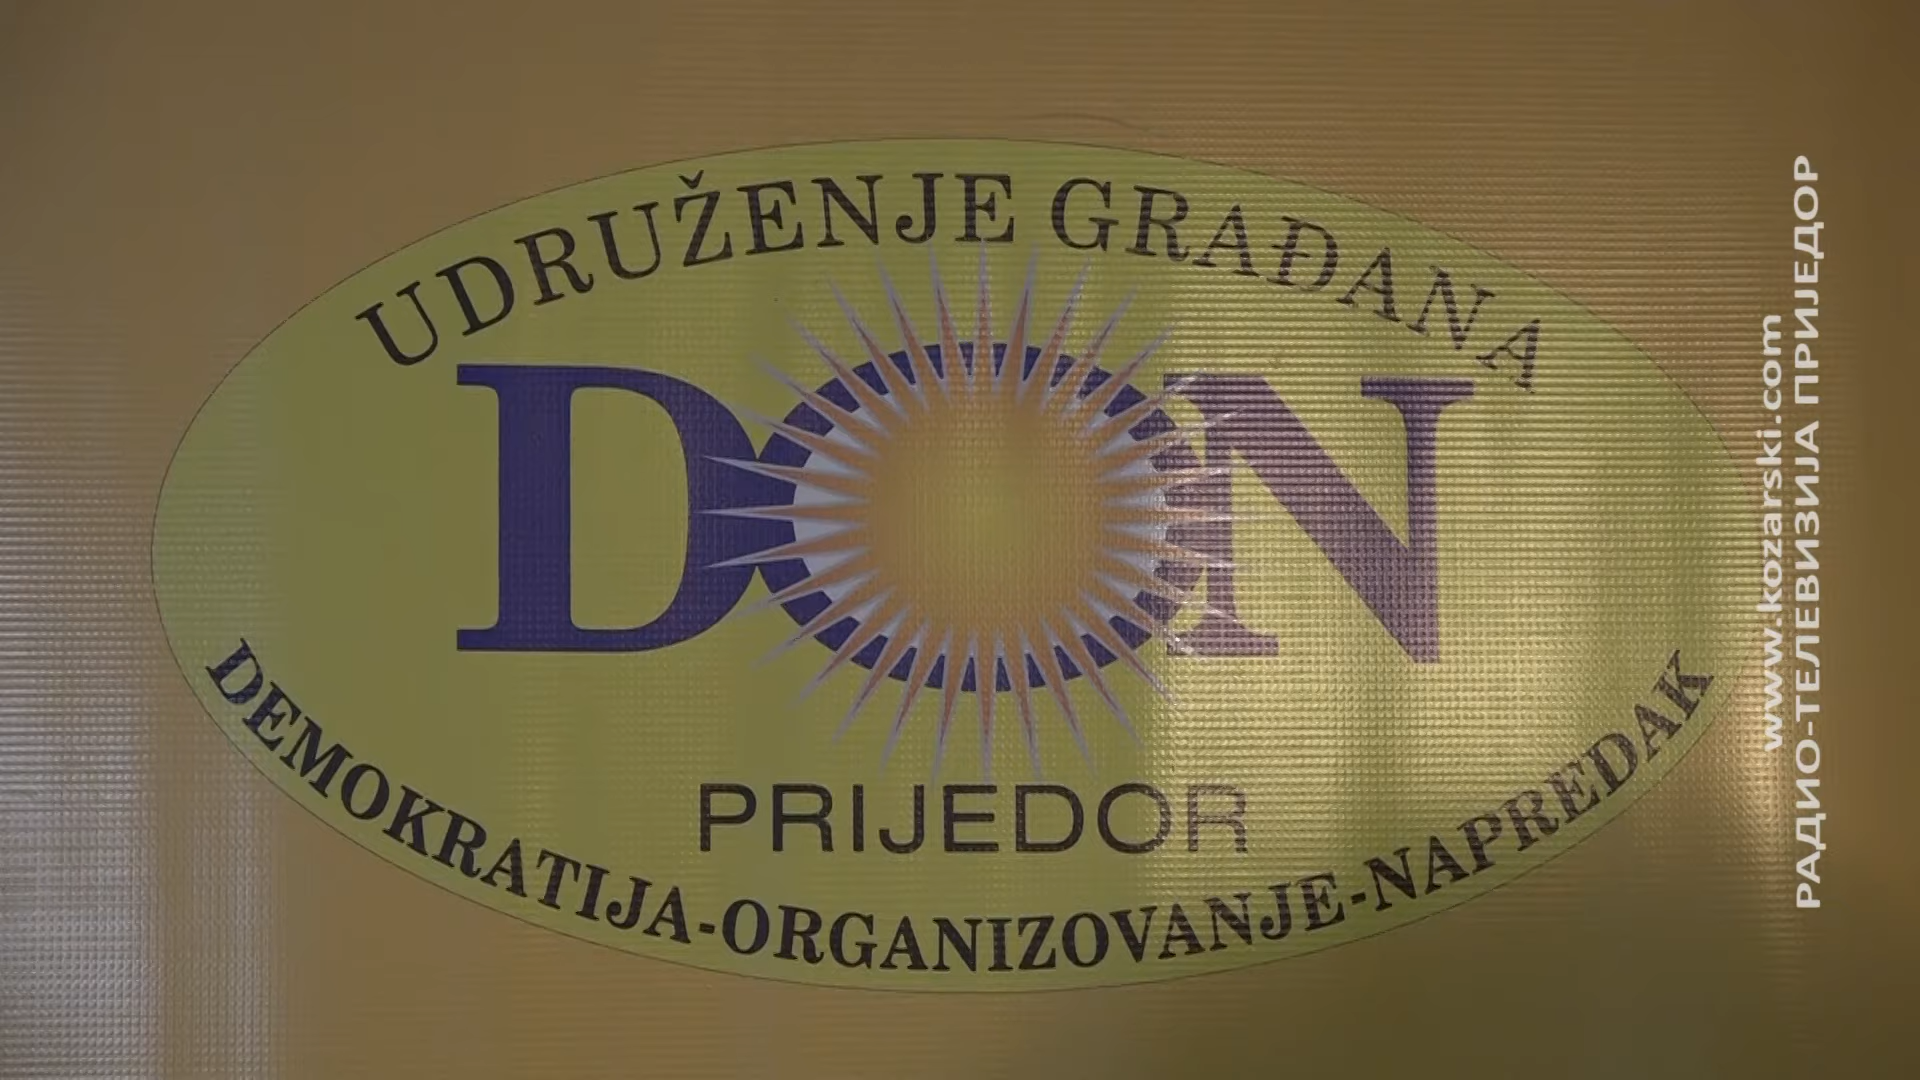 UDRUŽENJE GRAĐANA
DON
PRIJEDOR
DEMOKRATIJA-ORGANIZOVANJE-NAPREDAK
www.kozarski.com
РАДИО-ТЕЛЕВИЗИЈА ПРИЈЕДОР